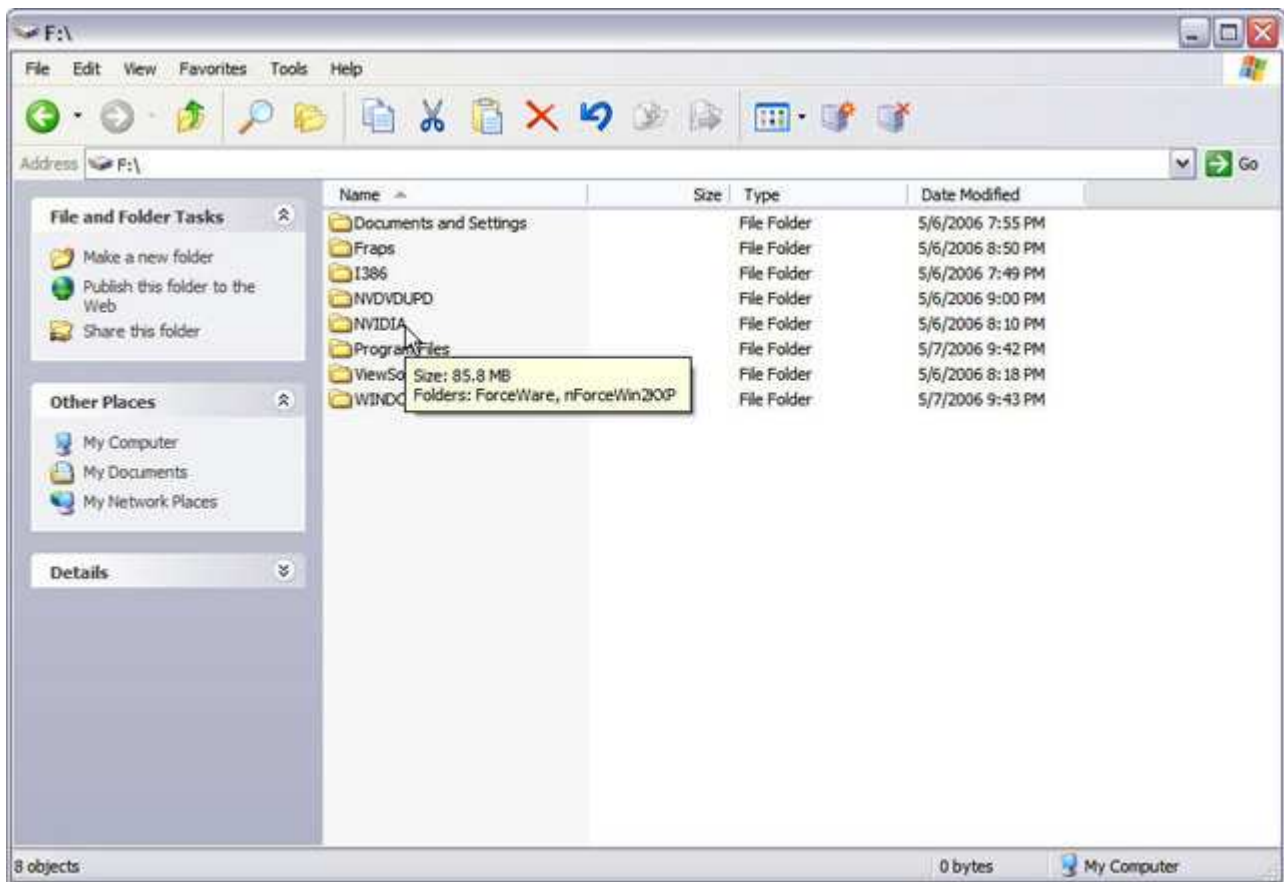 F:\
File Edit View Favorites Tools Help
Address F:\ Go
File and Folder Tasks
Make a new folder
Publish this folder to the
Web
Share this folder
Other Places
My Computer
My Documents
My Network Places
Details
Name Size Type Date Modified
Documents and Settings File Folder 5/6/2006 7:55 PM
Fraps File Folder 5/6/2006 8:50 PM
I386 File Folder 5/6/2006 7:49 PM
NVDVDUPD File Folder 5/6/2006 9:00 PM
NVIDIA File Folder 5/6/2006 8:10 PM
Program Files File Folder 5/7/2006 9:42 PM
ViewSo File Folder 5/6/2006 8:18 PM
WINDO File Folder 5/7/2006 9:43 PM
Size: 85.8 MB
Folders: ForceWare, nForceWin2KXP
8 objects 0 bytes My Computer